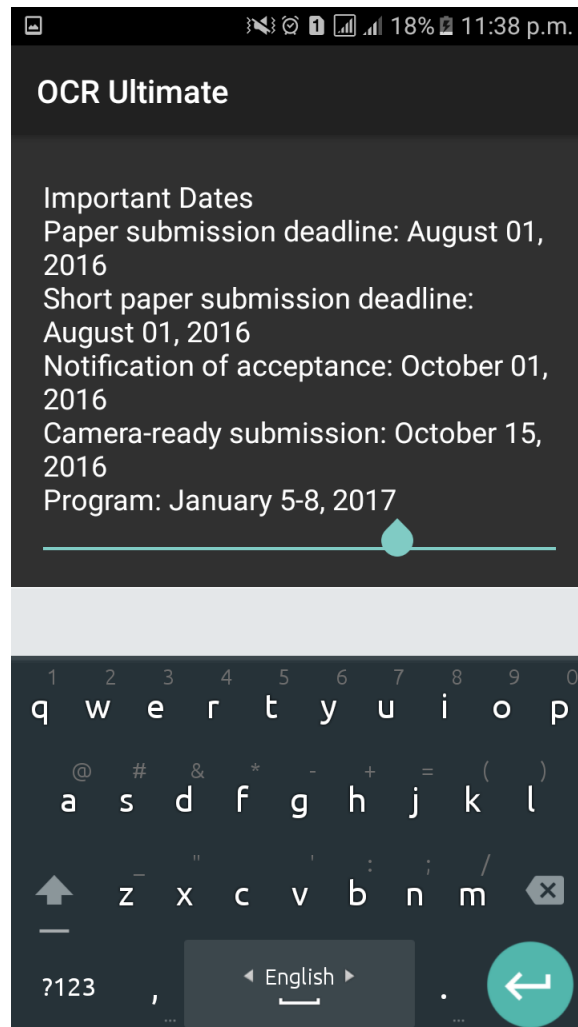 1 18% 11:38 p.m.
OCR Ultimate
Important Dates
Paper submission deadline: August 01,
2016
Short paper submission deadline:
August 01, 2016
Notification of acceptance: October 01,
2016
Camera-ready submission: October 15,
2016
Program: January 5-8, 2017
1 2 3 4 5 6 7 8 9 0
q w e r t y u i o p
@ # & * - + = ( )
a s d f g h j k l
_ " ' : ; /
z x c v b n m
?123 , English .
... ...